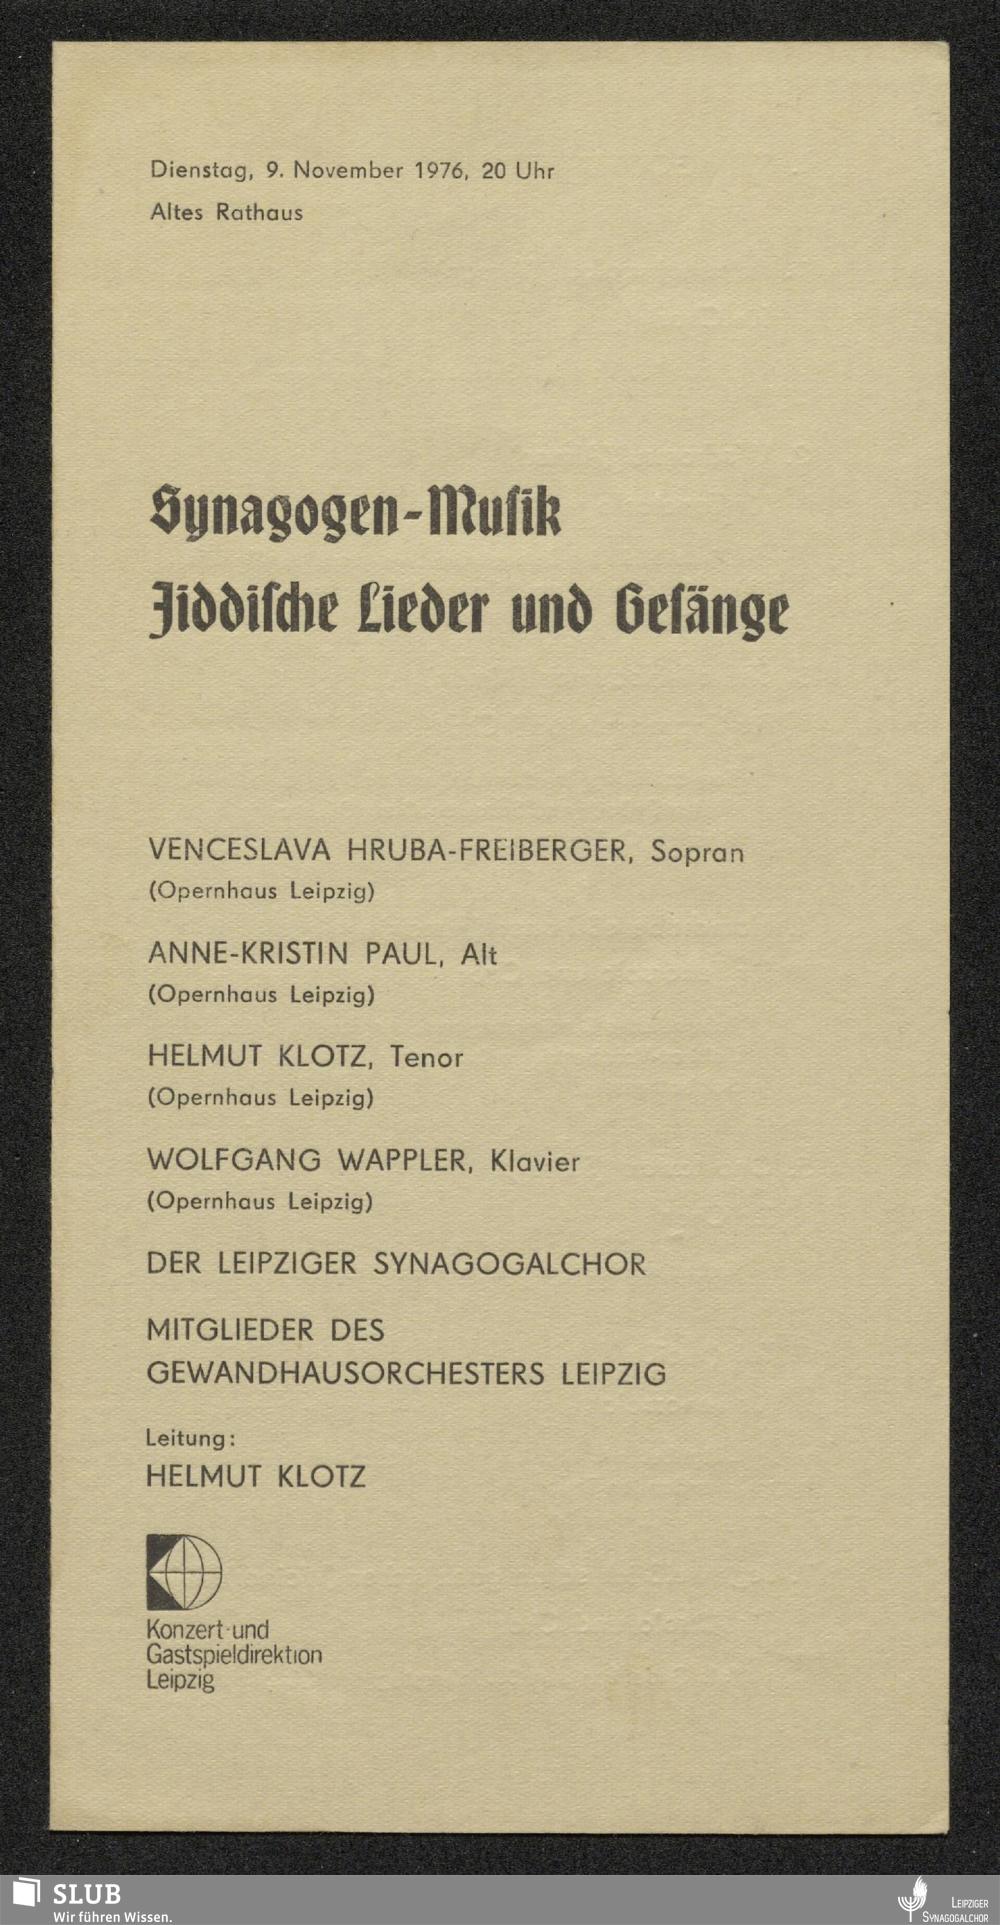 Dienstag, 9. November 1976, 20 Uhr
Altes Rathaus
Synagogen-Muſik
Jiddiſche Lieder und Geſänge
VENCESLAVA HRUBA-FREIBERGER, Sopran
(Opernhaus Leipzig)
ANNE-KRISTIN PAUL, Alt
(Opernhaus Leipzig)
HELMUT KLOTZ, Tenor
(Opernhaus Leipzig)
WOLFGANG WAPPLER, Klavier
(Opernhaus Leipzig)
DER LEIPZIGER SYNAGOGALCHOR
MITGLIEDER DES
GEWANDHAUSORCHESTERS LEIPZIG
Leitung:
HELMUT KLOTZ
Konzert-und
Gastspieldirektion
Leipzig
SLUB
Wir führen Wissen.
LEIPZIGER
SYNAGOGALCHOR